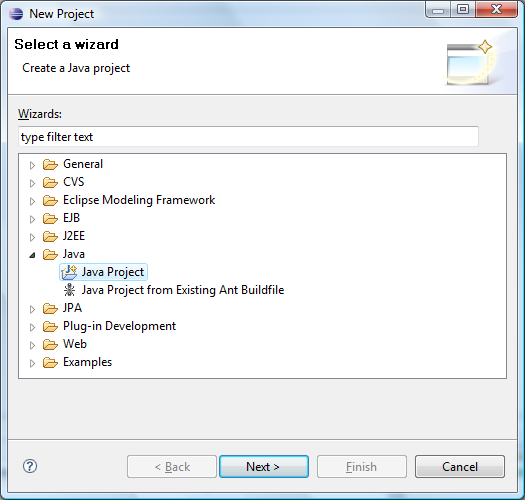 New Project
Select a wizard
Create a Java project
Wizards:
type filter text
General
CVS
Eclipse Modeling Framework
EJB
J2EE
Java
Java Project
Java Project from Existing Ant Buildfile
JPA
Plug-in Development
Web
Examples
? < Back Next > Finish Cancel